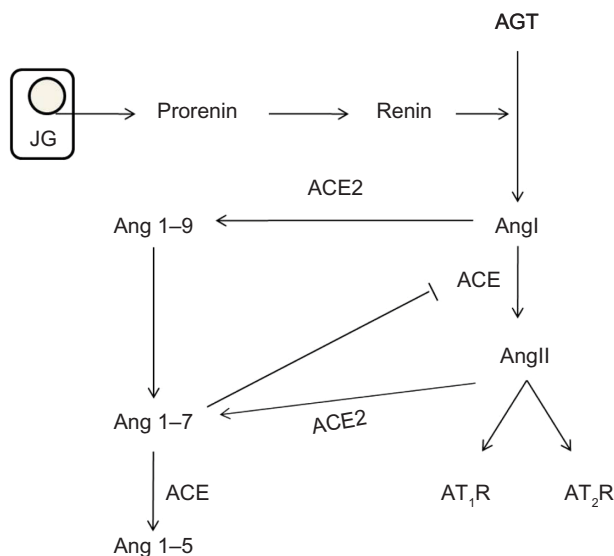 AGT
JG
Prorenin
Renin
ACE2
Ang 1–9
AngI
ACE
AngII
Ang 1–7
ACE2
ACE
AT₁R
AT₂R
Ang 1–5